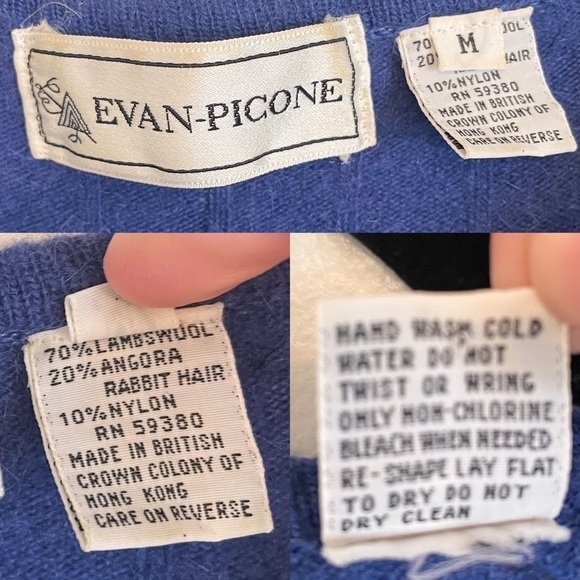 EVAN-PICONE
M
70% WOOL
20% HAIR
10% NYLON
RN 59380
MADE IN BRITISH
CROWN COLONY OF
HONG KONG
CARE ON REVERSE
70% LAMBSWOOL
20% ANGORA
RABBIT HAIR
10% NYLON
RN 59380
MADE IN BRITISH
CROWN COLONY OF
HONG KONG
CARE ON REVERSE
HAND WASH COLD
WATER DO NOT
TWIST OR WRING
ONLY NON-CHLORINE
BLEACH WHEN NEEDED
RE-SHAPE LAY FLAT
TO DRY DO NOT
DRY CLEAN